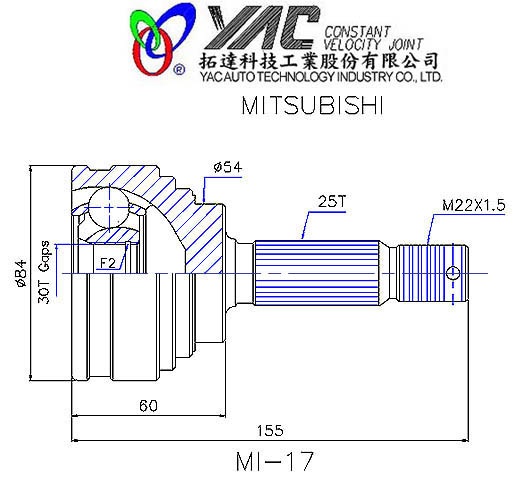 YAC CONSTANT
VELOCITY JOINT
®
拓達科技工業股份有限公司
YAC AUTO TECHNOLOGY INDUSTRY CO., LTD.
MITSUBISHI
Ø54
25T
M22X1.5
Ø84
30T Gaps
F2
60
155
MI-17